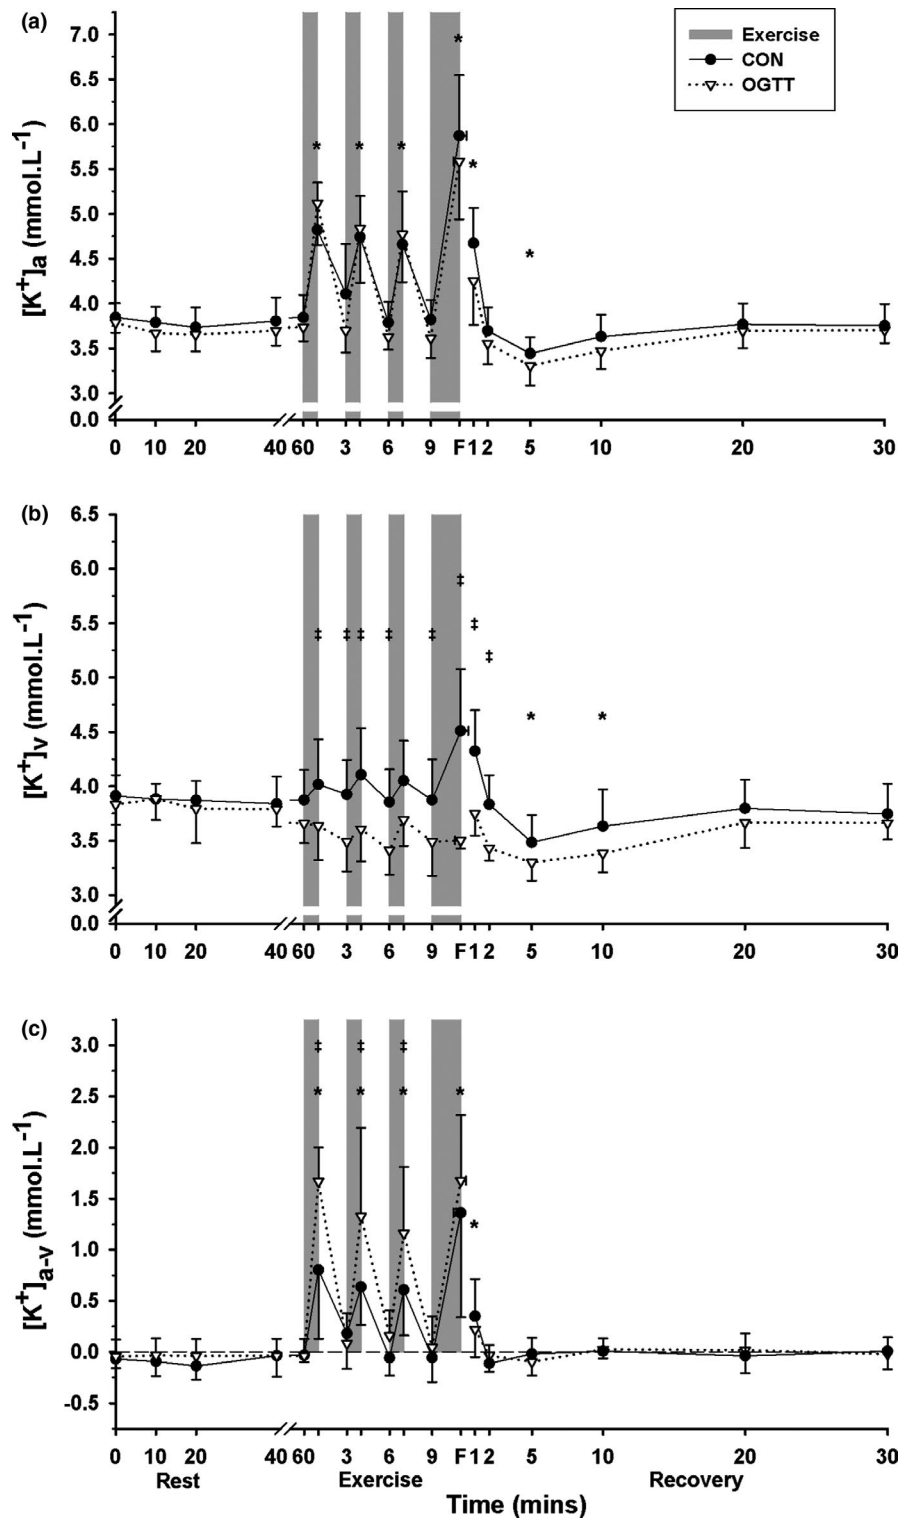 (a)
7.0
6.5
6.0
5.5
5.0
4.5
4.0
3.5
3.0
0.0
[K⁺]a (mmol.L⁻¹)
Exercise
CON
OGTT
* * * * * *
0 10 20 40 60 3 6 9 F 1 2 5 10 20 30
(b)
6.5
6.0
5.5
5.0
4.5
4.0
3.5
3.0
0.0
[K⁺]v (mmol.L⁻¹)
‡ ‡ ‡ ‡ ‡ ‡ ‡ ‡ * *
0 10 20 40 60 3 6 9 F 1 2 5 10 20 30
(c)
3.0
2.5
2.0
1.5
1.0
0.5
0.0
-0.5
[K⁺]a-v (mmol.L⁻¹)
‡ ‡ ‡
* * * * *
0 10 20 40 60 3 6 9 F 1 2 5 10 20 30
Rest Exercise Recovery
Time (mins)